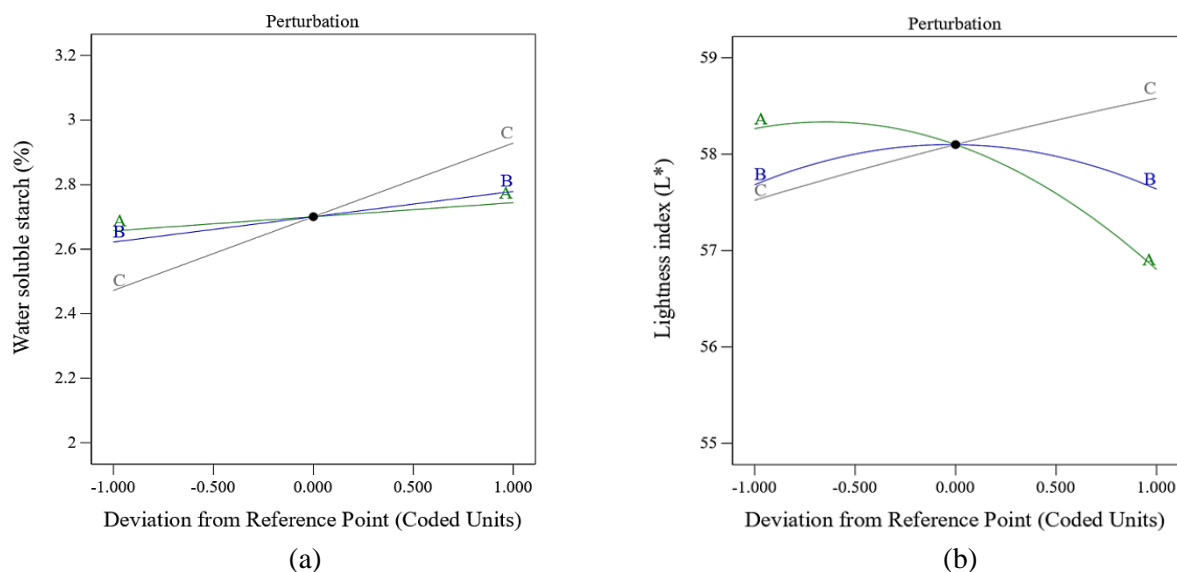 Perturbation
3.2
3
2.8
2.6
2.4
2.2
2
Water soluble starch (%)
A
B
C
C
B
A
-1.000
-0.500
0.000
0.500
1.000
Deviation from Reference Point (Coded Units)
(a)
Perturbation
59
58
57
56
55
Lightness index (L*)
A
B
C
C
B
A
-1.000
-0.500
0.000
0.500
1.000
Deviation from Reference Point (Coded Units)
(b)